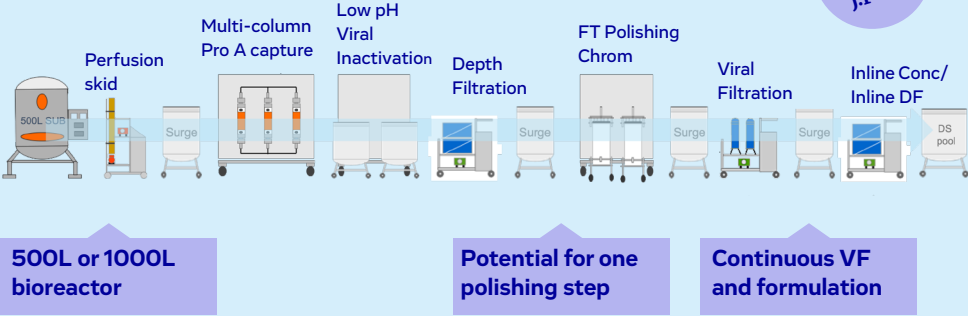 Perfusion
skid
Multi-column
Pro A capture
Low pH
Viral
Inactivation
Depth
Filtration
FT Polishing
Chrom
Viral
Filtration
Inline Conc/
Inline DF
500L SUB
Surge
Surge
Surge
Surge
DS
pool
500L or 1000L
bioreactor
Potential for one
polishing step
Continuous VF
and formulation